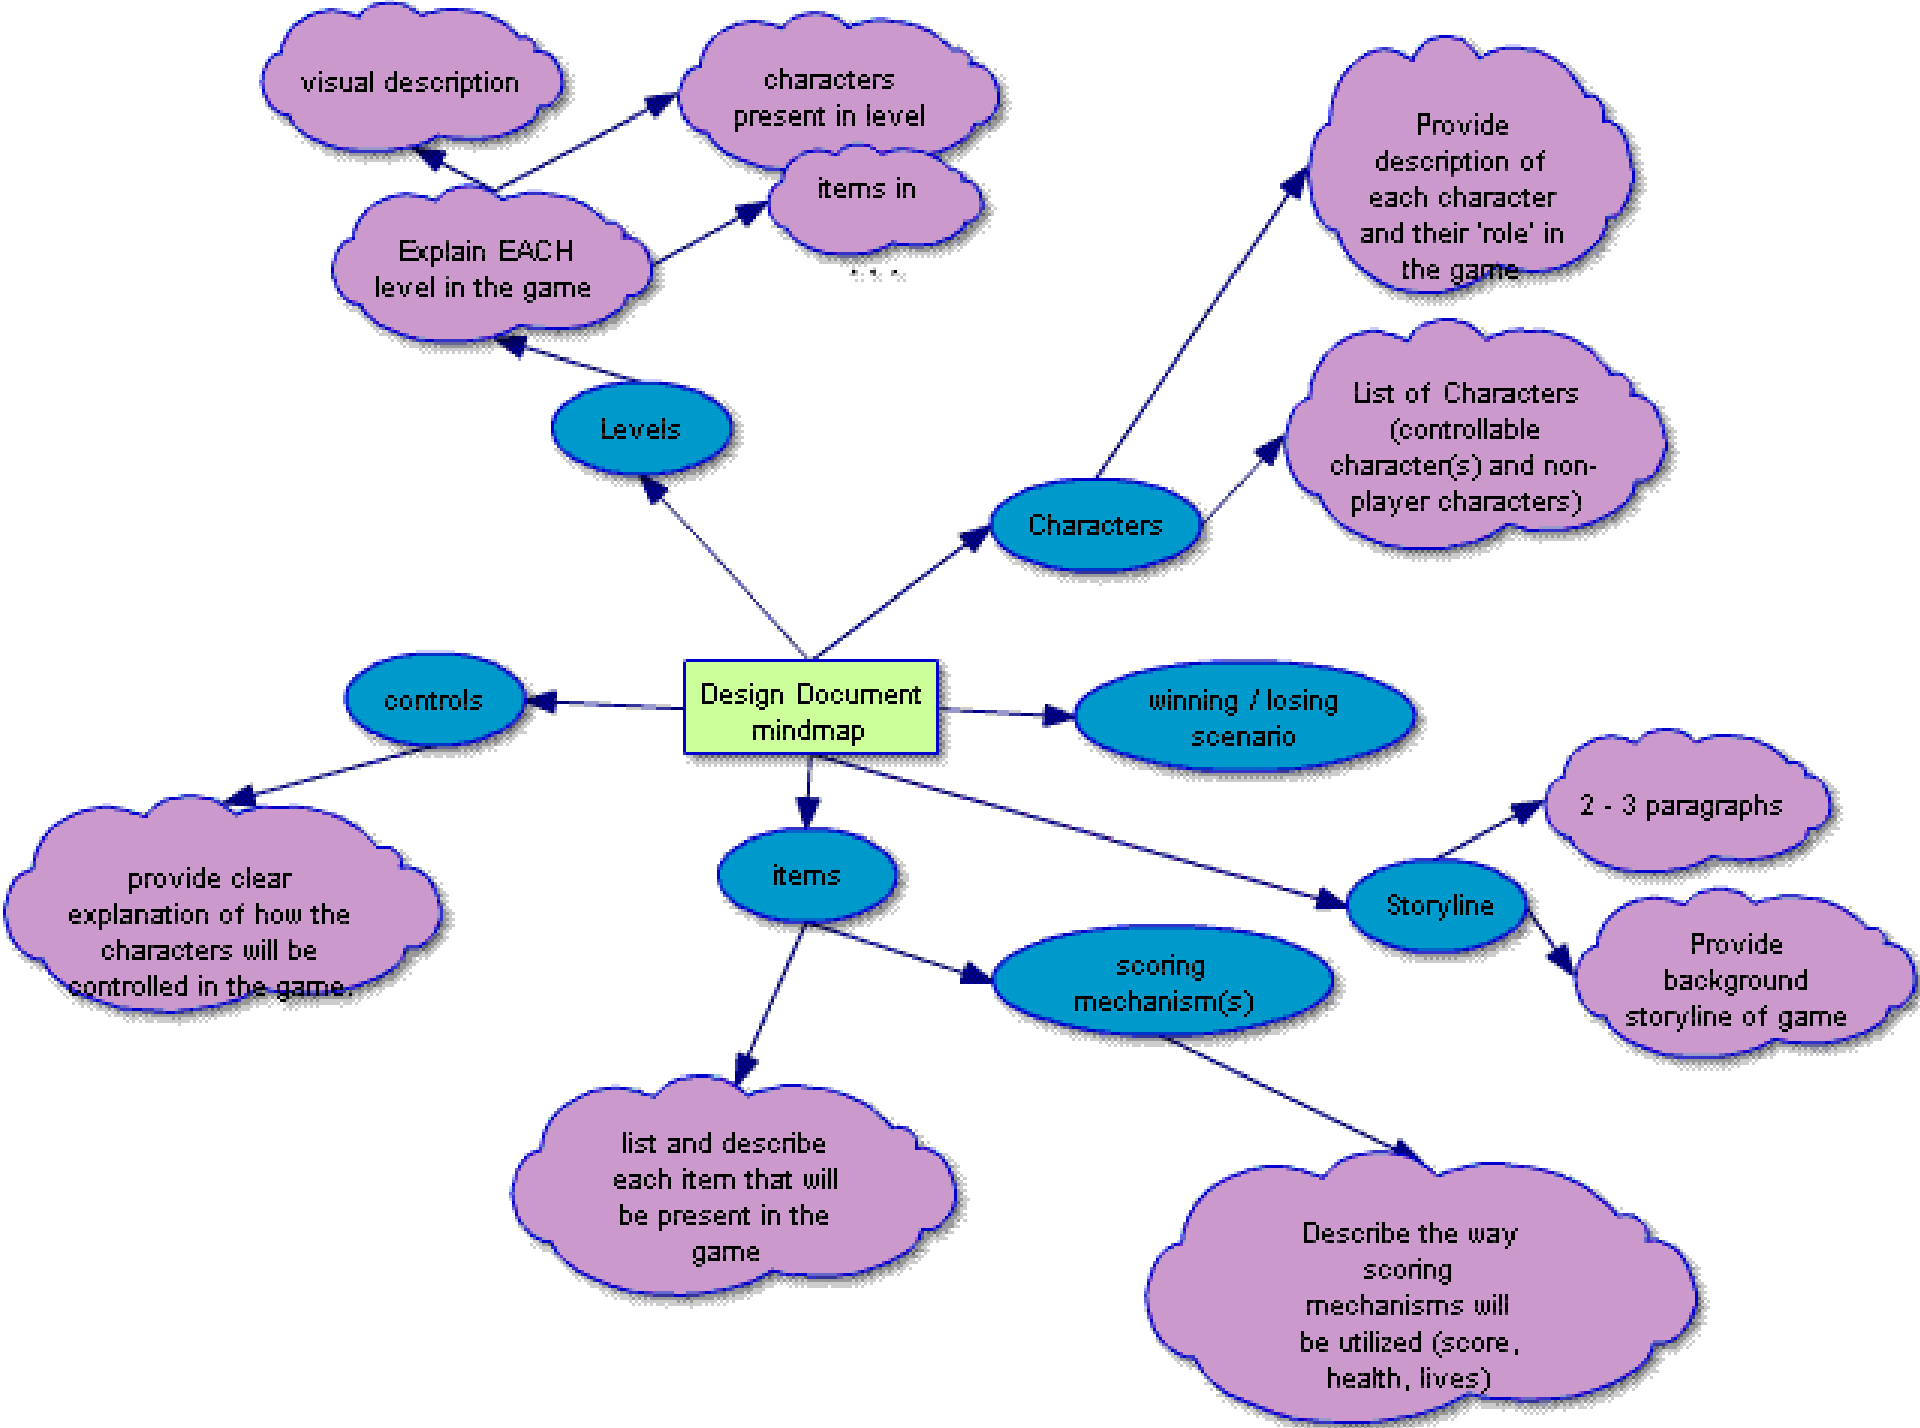 visual description
characters
present in level
items in
Explain EACH
level in the game
Provide
description of
each character
and their 'role' in
the game
List of Characters
(controllable
character(s) and non-
player characters)
Levels
Characters
controls
Design Document
mindmap
winning / losing
scenario
2 - 3 paragraphs
provide clear
explanation of how the
characters will be
controlled in the game.
items
Storyline
scoring
mechanism(s)
Provide
background
storyline of game
list and describe
each item that will
be present in the
game
Describe the way
scoring
mechanisms will
be utilized (score,
health, lives)